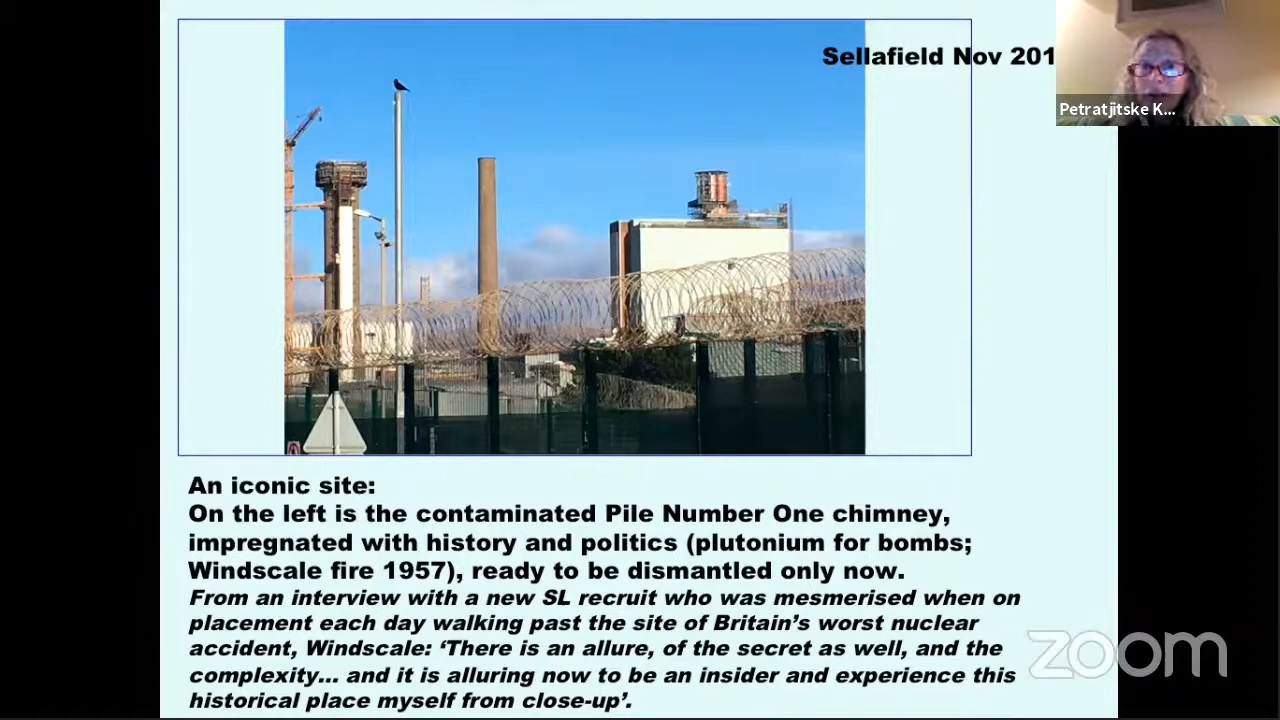 Sellafield Nov 201
Petratjitske K...
An iconic site:
On the left is the contaminated Pile Number One chimney,
impregnated with history and politics (plutonium for bombs;
Windscale fire 1957), ready to be dismantled only now.
From an interview with a new SL recruit who was mesmerised when on
placement each day walking past the site of Britain’s worst nuclear
accident, Windscale: ‘There is an allure, of the secret as well, and the
complexity... and it is alluring now to be an insider and experience this
historical place myself from close-up’.
zoom